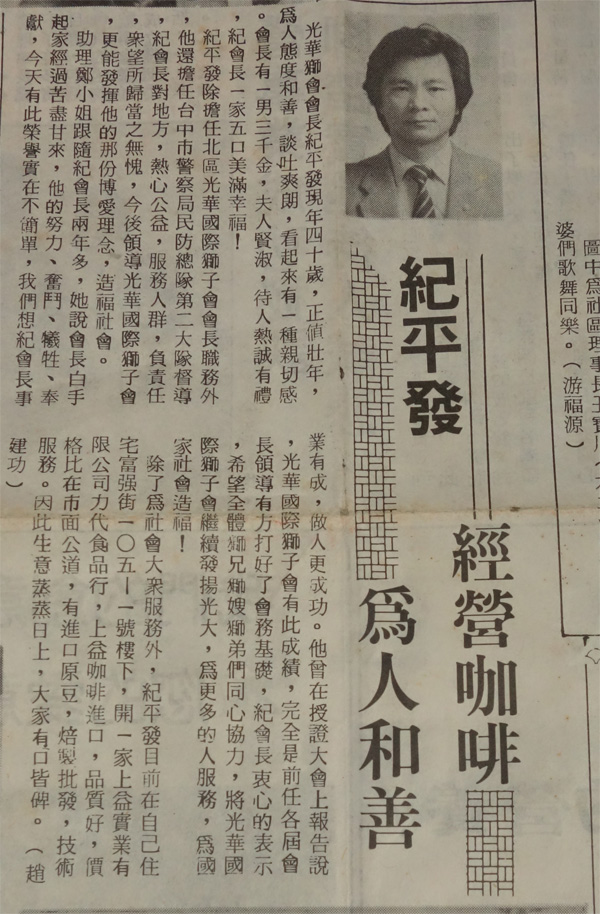 圖中爲社區理事長王寶
婆們歌舞同樂。（游福源）
紀平發
經營咖啡
爲人和善
光華獅會會長紀平發現年四十歲，正値壯年，
爲人態度和善，談吐爽朗，看起來有一種親切感
。會長有一男三千金，夫人賢淑，待人熱誠有禮
，紀會長一家五口美滿幸福！
紀平發除擔任北區光華國際獅子會會長職務外
，他還擔任台中市警察局民防總隊第二大隊督導
，紀會長對地方，熱心公益，服務人群，負責任
，衆望所歸當之無愧，今後領導光華國際獅子會
，更能發揮他的那份博愛理念，造福社會。
助理鄭小姐跟隨紀會長兩年多，她說會長白手
起家經過苦盡甘來，他的努力、奮鬥、犧牲、奉
獻，今天有此榮譽實在不簡單，我們想紀會長事
業有成，做人更成功。他曾在授證大會上報告說
，光華國際獅子會有此成績，完全是前任各屆會
長領導有方打好了會務基礎，紀會長衷心的表示
，希望全體獅兄獅嫂獅弟們同心協力，將光華國
際獅子會繼續發揚光大，爲更多的人服務，爲國
家社會造福！
除了爲社會大衆服務外，紀平發目前在自己住
宅富强街一〇五－一號樓下，開一家上益實業有
限公司力代食品行，上益咖啡進口，品質好，價
格比在市面公道，有進口原豆，焙製批發，技術
服務。因此生意蒸蒸日上，大家有口皆碑。（趙
建功）